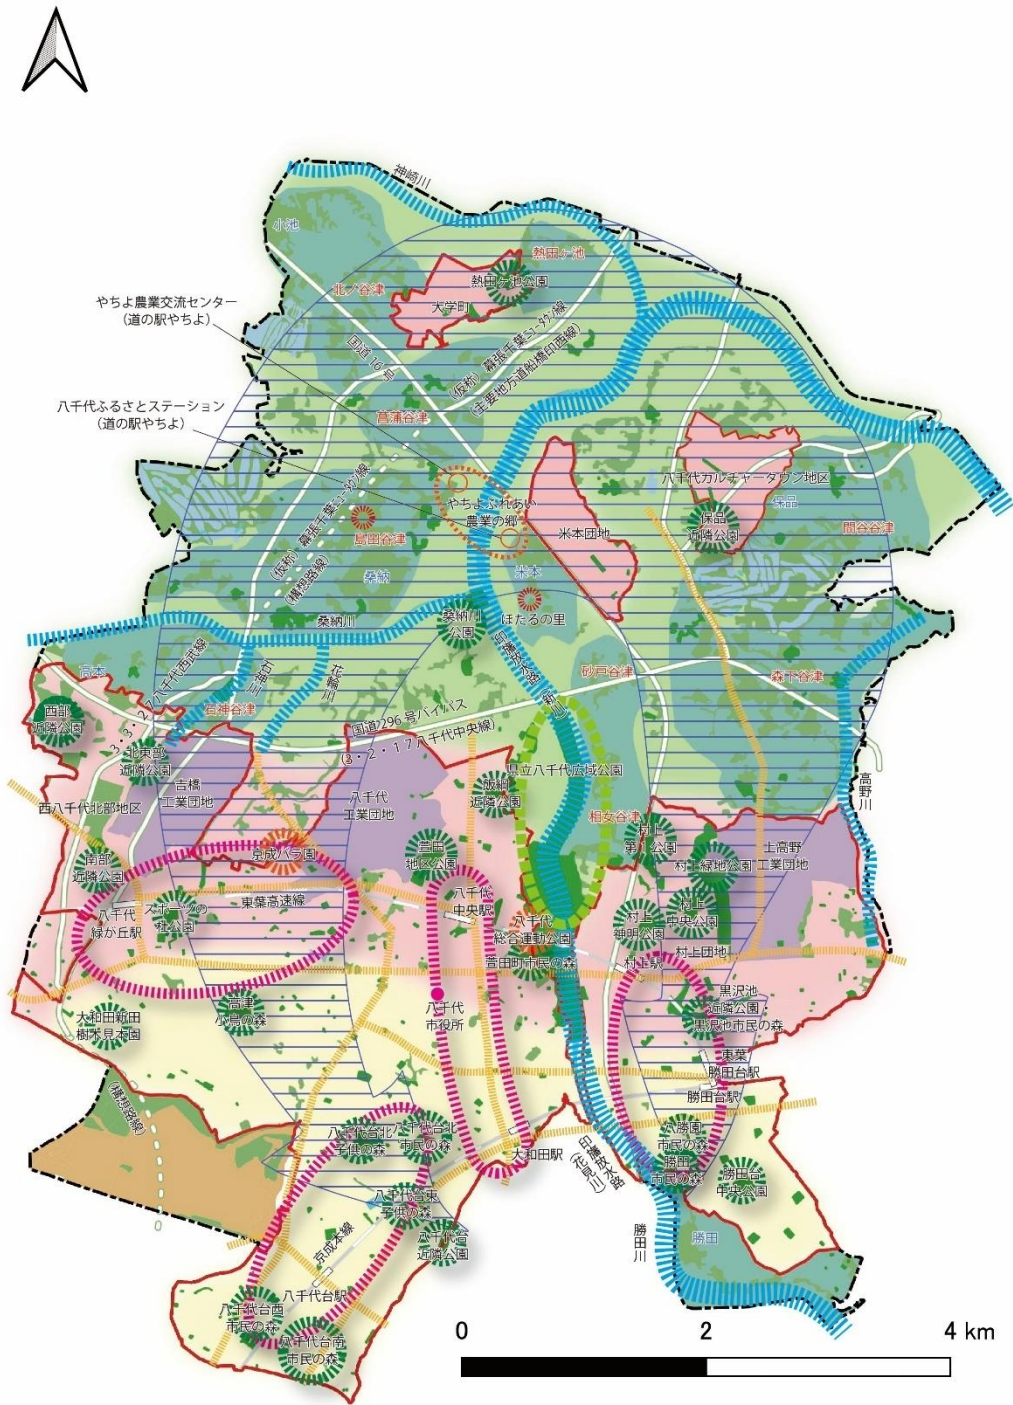 神崎川
小池
熱田ヶ池
熱田ヶ池公園
北ノ谷津
大学町
やちよ農業交流センター
(道の駅やちよ)
国道16号
(仮称) 幕張千葉ニュータウン線
(主要地方道船橋印西線)
八千代ふるさとステーション
(道の駅やちよ)
菖蒲谷津
八千代カルチャータウン地区
保品
(仮称) 幕張千葉ニュータウン線
(構想路線)
やちよふれあい
農業の郷
保品
近隣公園
間谷谷津
島田谷津
米本団地
桑納
米本
ほたるの里
桑納川
桑納川
公園
印旛放水路 (新川)
高本
3・3・27八千代西武線
石神谷津
石神川
花輪川
砂戸谷津
森下谷津
西部
近隣公園
国道296号バイパス
(3・2・17八千代中央線)
北東部
近隣公園
県立八千代広域公園
高野川
吉橋
工業団地
八千代
工業団地
飯綱
近隣公園
西八千代北部地区
相女谷津
村上
第1公園
京成バラ園
萱田
地区公園
村上緑地公園
上高野
工業団地
南部
近隣公園
東葉高速線
八千代
中央駅
村上
中央公園
八千代
緑が丘駅
スポーツの
杜公園
八千代
総合運動公園
村上
神明公園
萱田町市民の森
村上駅
村上団地
高津
小鳥の森
八千代
市役所
黒沢池
近隣公園
黒沢池市民の森
大和田新田
樹木見本園
東葉
勝田台駅
勝田台駅
(構想路線)
八千代台北
子供の森
八千代台北
市民の森
大和田駅
印旛放水路
(花見川)
八勝園
市民の森
勝田
市民の森
勝田台
中央公園
八千代台東
子供の森
京成本線
八千代台
近隣公園
勝田川
勝田
八千代台駅
八千代台西
市民の森
八千代台南
市民の森
0 2 4 km